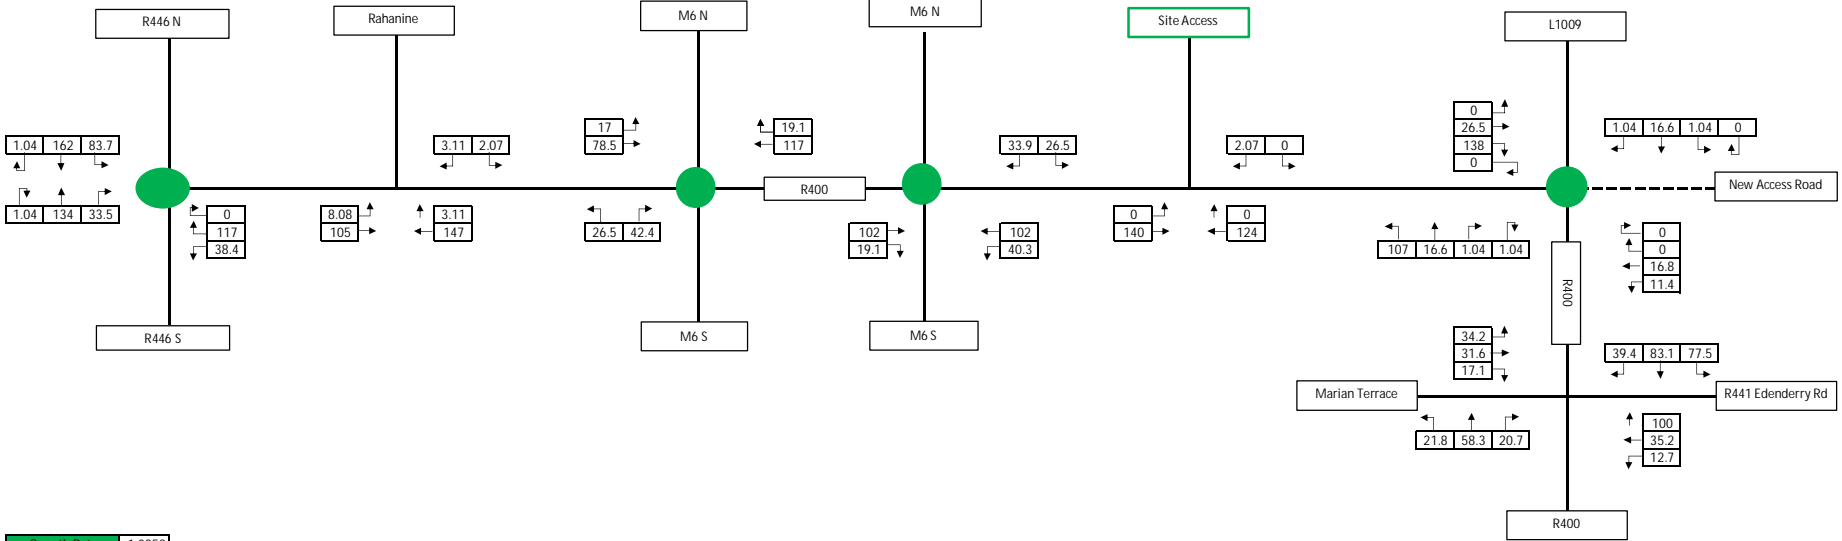 R446 N
Rahanine
M6 N
M6 N
Site Access
L1009
1.04 162 83.7
3.11 2.07
17
78.5
19.1
117
33.9 26.5
2.07 0
0
26.5
138
0
1.04 16.6 1.04 0
R400
New Access Road
1.04 134 33.5
0
117
38.4
8.08
105
3.11
147
26.5 42.4
102
19.1
102
40.3
0
140
0
124
107 16.6 1.04 1.04
0
0
16.8
11.4
R400
R446 S
M6 S
M6 S
34.2
31.6
17.1
39.4 83.1 77.5
Marian Terrace
R441 Edenderry Rd
21.8 58.3 20.7
100
35.2
12.7
R400